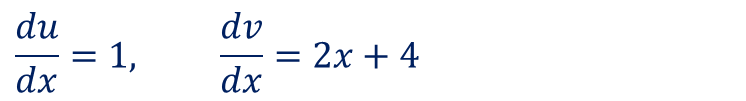 du/dx = 1, dv/dx = 2x + 4